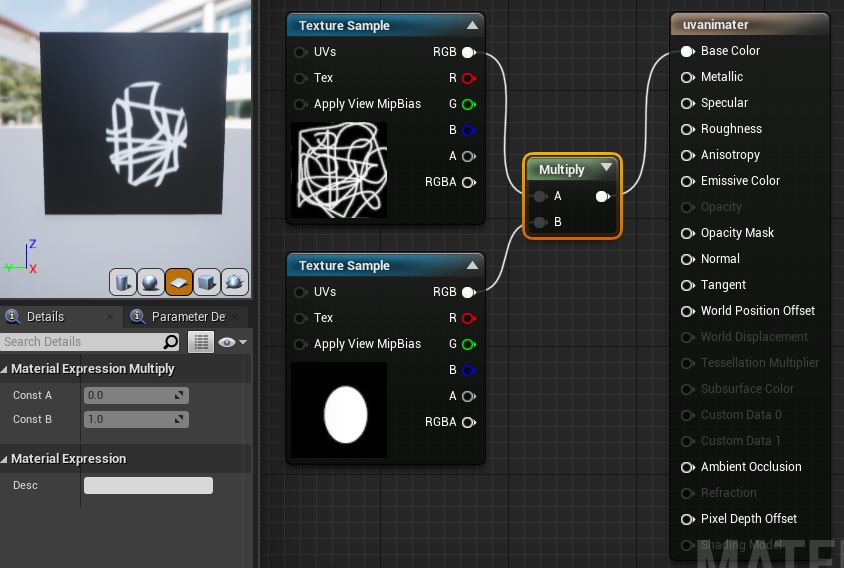 Z
Y
X
Details
Parameter De
Search Details
Material Expression Multiply
Const A
0.0
Const B
1.0
Material Expression
Desc
Texture Sample
UVs
RGB
Tex
R
Apply View MipBias
G
B
A
RGBA
Texture Sample
UVs
RGB
Tex
R
Apply View MipBias
G
B
A
RGBA
Multiply
A
B
uvanimater
Base Color
Metallic
Specular
Roughness
Anisotropy
Emissive Color
Opacity
Opacity Mask
Normal
Tangent
World Position Offset
World Displacement
Tessellation Multiplier
Subsurface Color
Custom Data 0
Custom Data 1
Ambient Occlusion
Refraction
Pixel Depth Offset
Shading Model
MATE